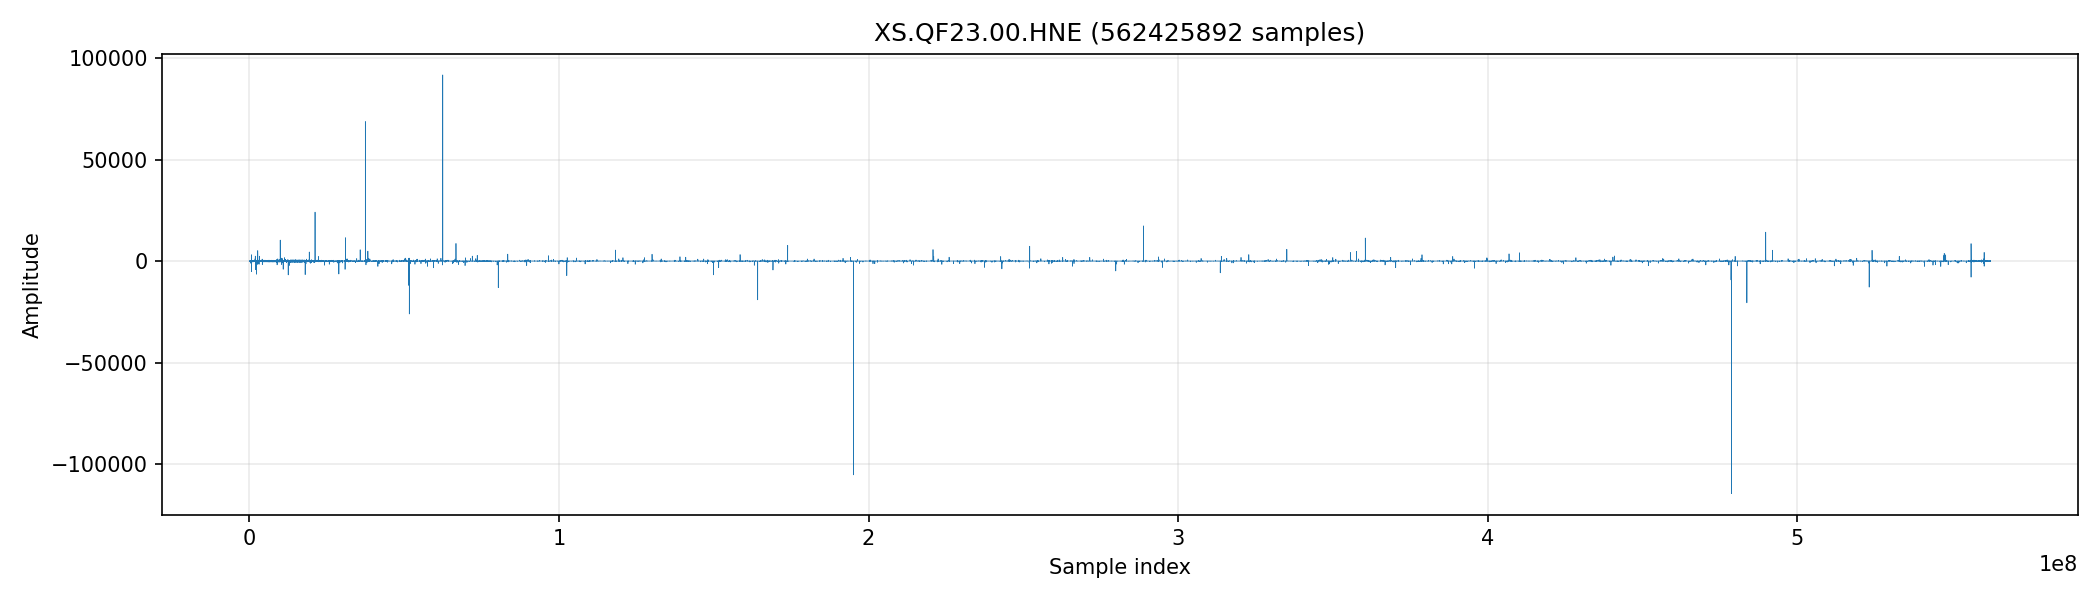 XS.QF23.00.HNE (562425892 samples)
100000
50000
0
−50000
−100000
Amplitude
0 1 2 3 4 5
1e8
Sample index